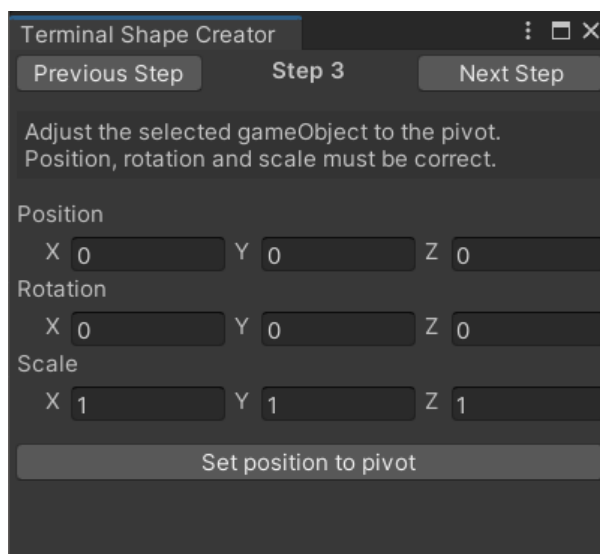 Terminal Shape Creator
Previous Step Step 3 Next Step
Adjust the selected gameObject to the pivot.
Position, rotation and scale must be correct.
Position
X 0 Y 0 Z 0
Rotation
X 0 Y 0 Z 0
Scale
X 1 Y 1 Z 1
Set position to pivot